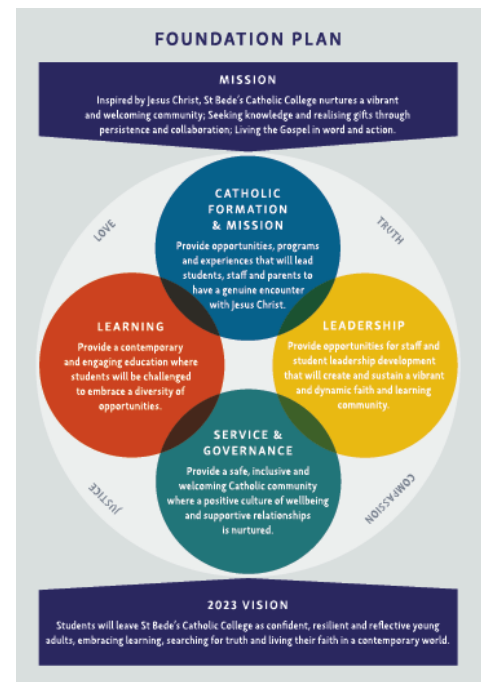 FOUNDATION PLAN
MISSION
Inspired by Jesus Christ, St Bede's Catholic College nurtures a vibrant
and welcoming community; Seeking knowledge and realising gifts through
persistence and collaboration; Living the Gospel in word and action.
LOVE
TRUTH
CATHOLIC
FORMATION
& MISSION
Provide opportunities, programs
and experiences that will lead
students, staff and parents to
have a genuine encounter
with Jesus Christ.
LEARNING
Provide a contemporary
and engaging education where
students will be challenged
to embrace a diversity of
opportunities.
LEADERSHIP
Provide opportunities for staff and
student leadership development
that will create and sustain a vibrant
and dynamic faith and learning
community.
SERVICE &
GOVERNANCE
Provide a safe, inclusive and
welcoming Catholic community
where a positive culture of wellbeing
and supportive relationships
is nurtured.
JUSTICE
COMPASSION
2023 VISION
Students will leave St Bede's Catholic College as confident, resilient and reflective young
adults, embracing learning, searching for truth and living their faith in a contemporary world.